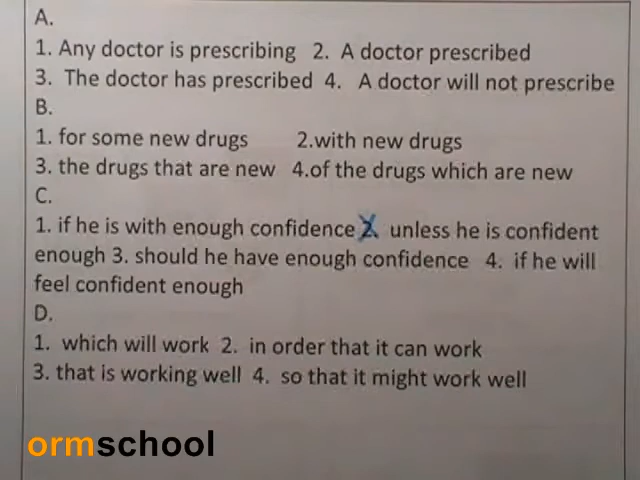 A.
1. Any doctor is prescribing 2. A doctor prescribed
3. The doctor has prescribed 4. A doctor will not prescribe
B.
1. for some new drugs 2.with new drugs
3. the drugs that are new 4.of the drugs which are new
C.
1. if he is with enough confidence 2. unless he is confident
enough 3. should he have enough confidence 4. if he will
feel confident enough
D.
1. which will work 2. in order that it can work
3. that is working well 4. so that it might work well
ormschool